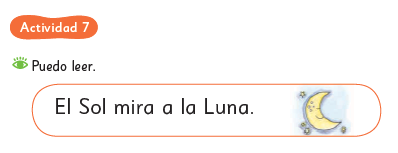 Actividad 7
Puedo leer.
El Sol mira a la Luna.